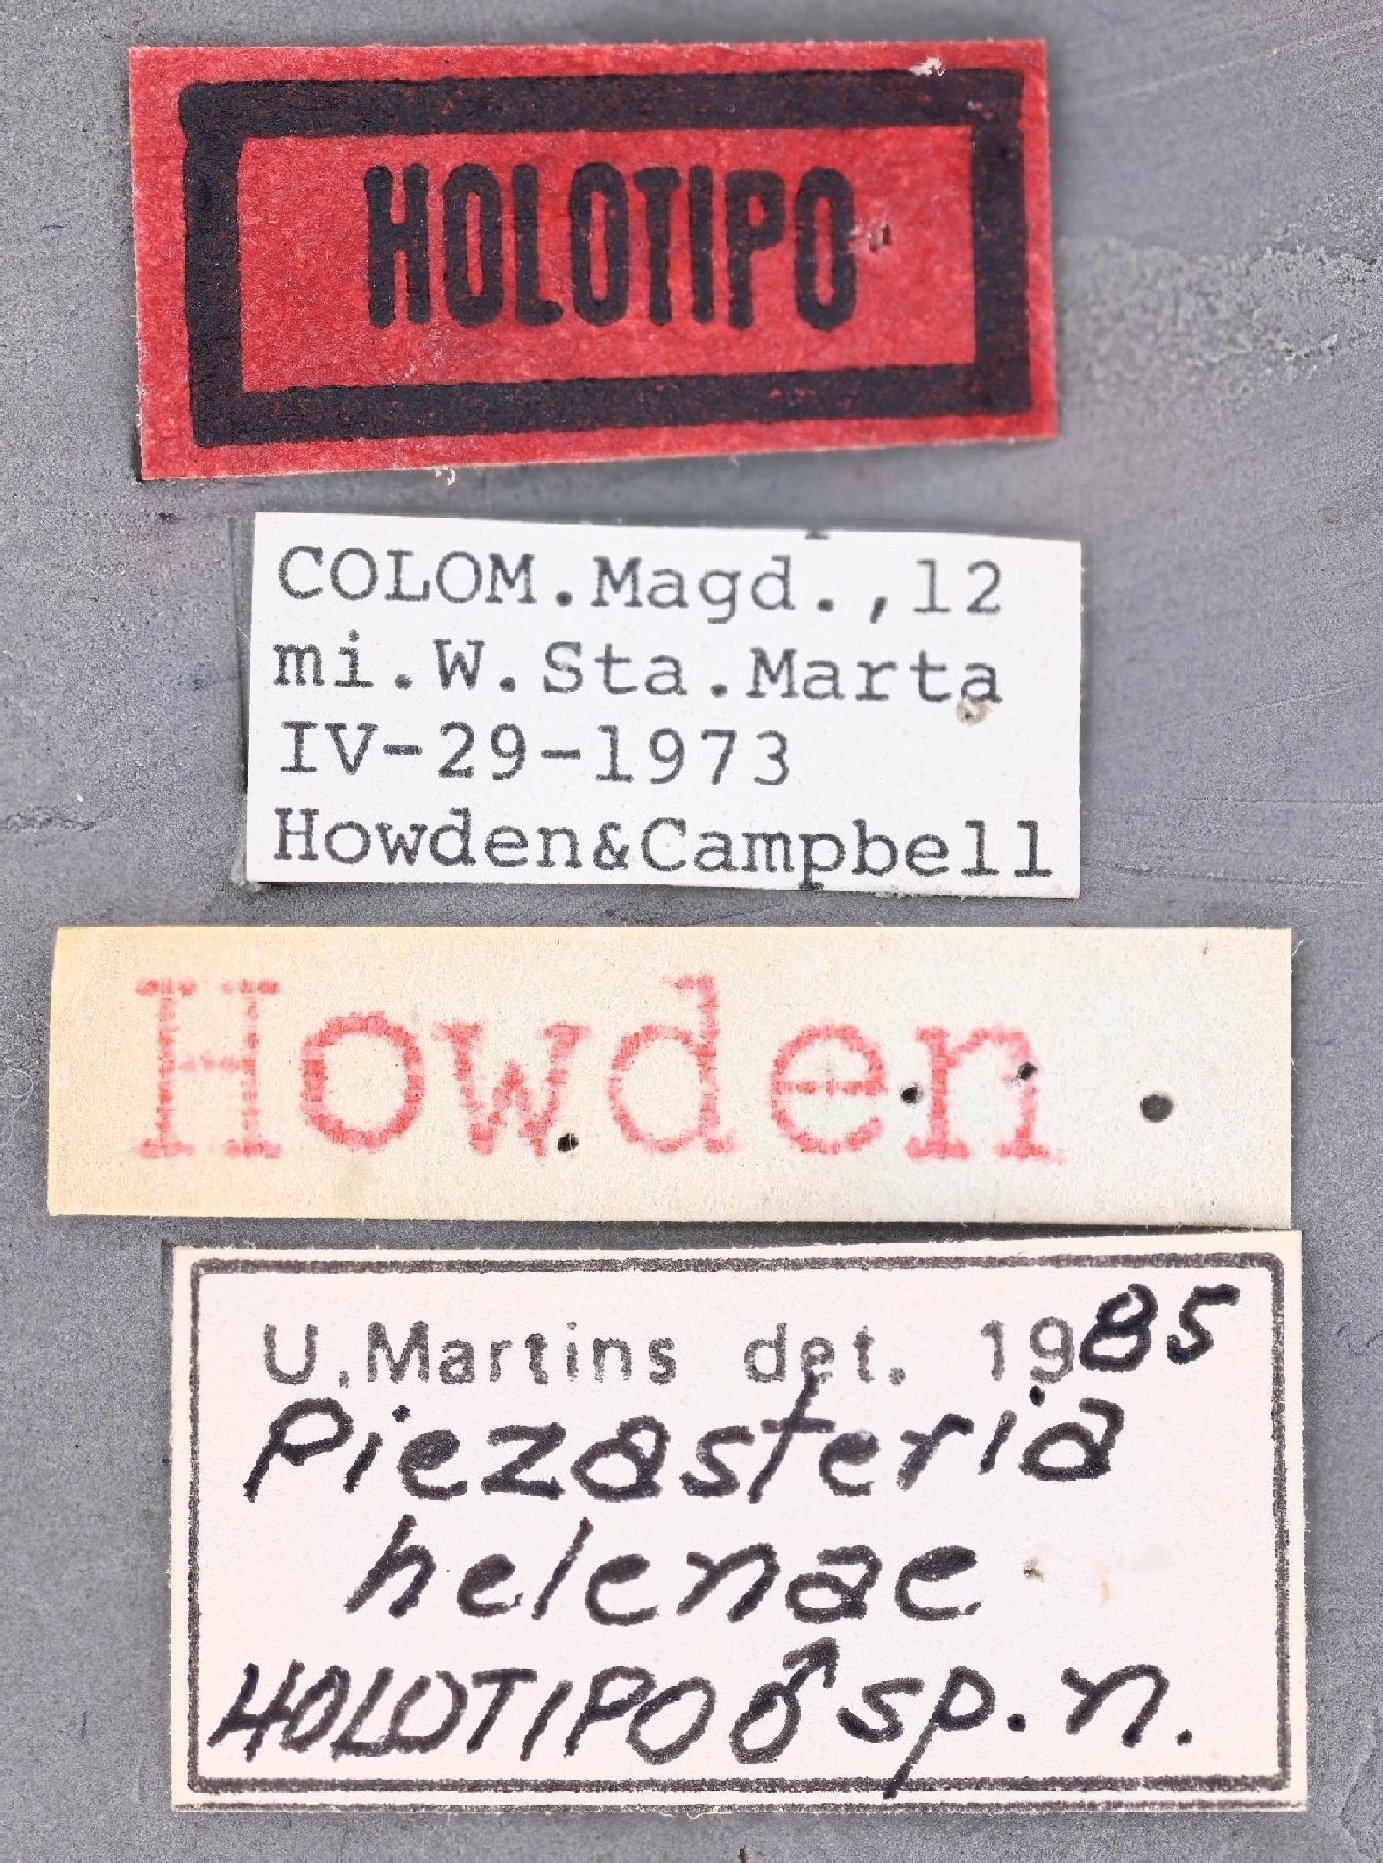 HOLOTIPO
COLOM.Magd.,12
mi.W.Sta.Marta
IV-29-1973
Howden&Campbell
Howden
U.Martins det. 1985
Piezasteria
helenae
HOLOTIPO♂sp.n.